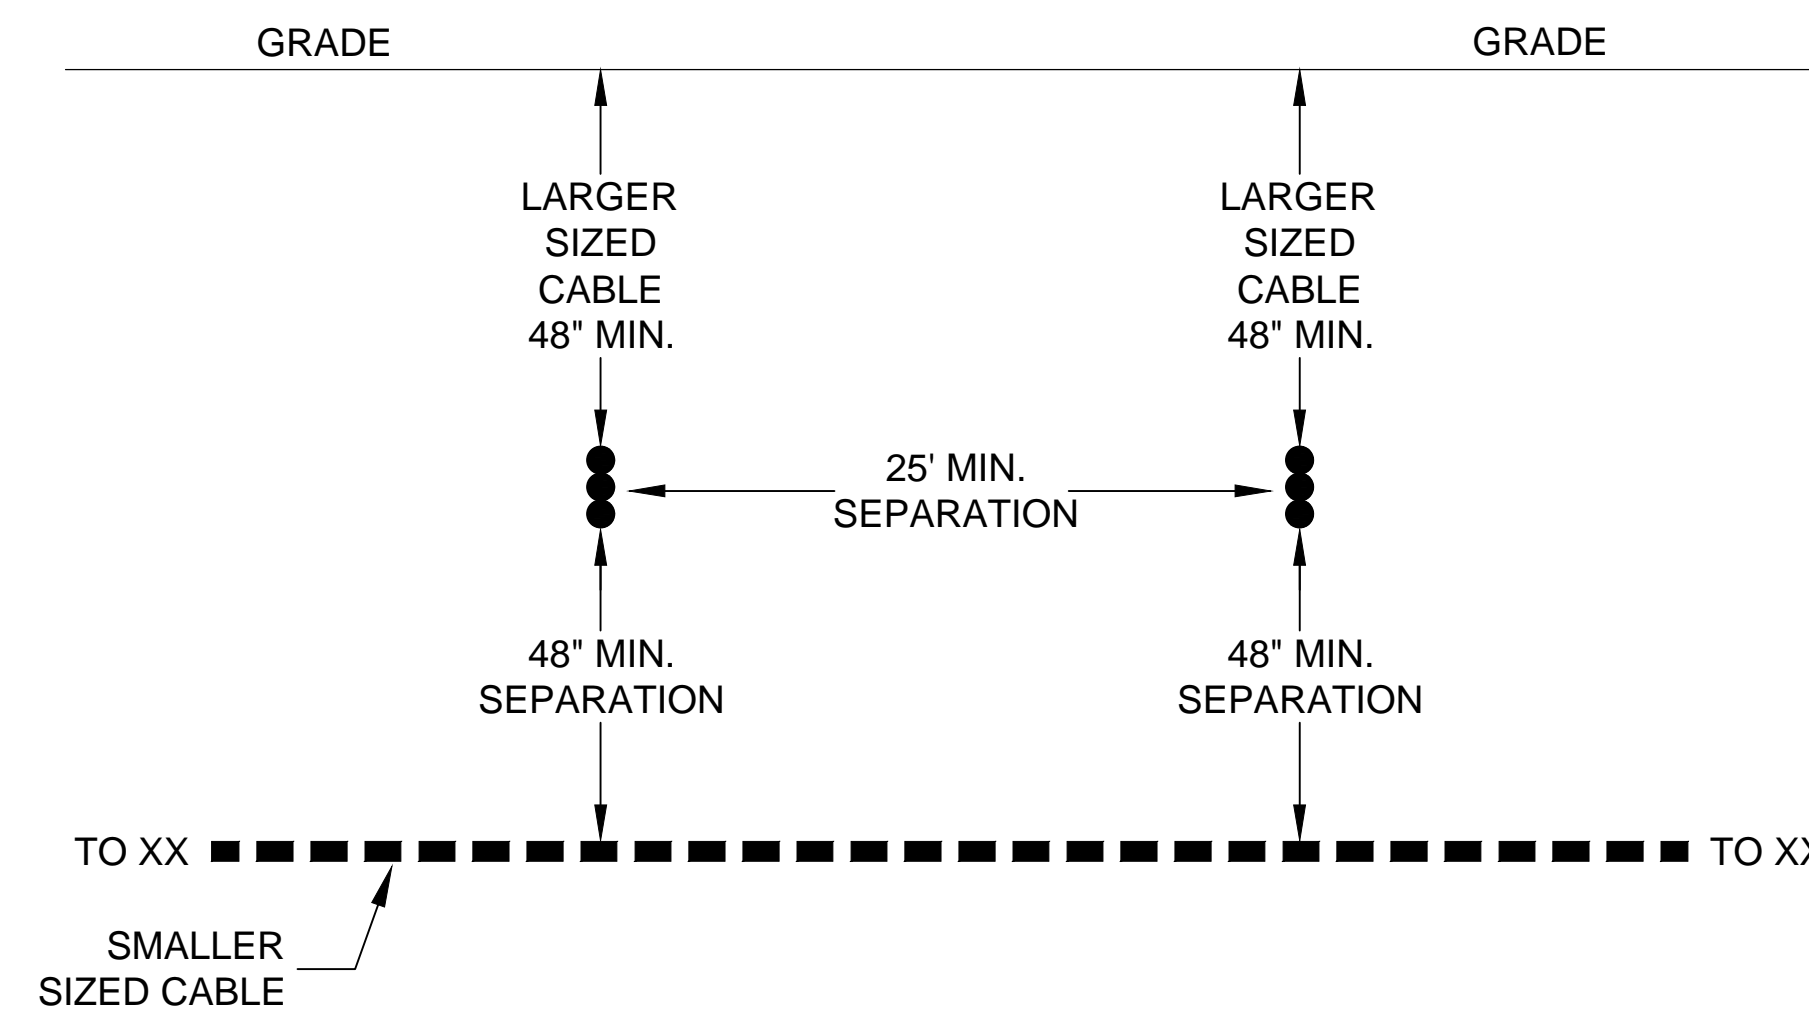 GRADE
GRADE
LARGER
SIZED
CABLE
48" MIN.
LARGER
SIZED
CABLE
48" MIN.
25' MIN.
SEPARATION
48" MIN.
SEPARATION
48" MIN.
SEPARATION
TO XX
TO XX
SMALLER
SIZED CABLE